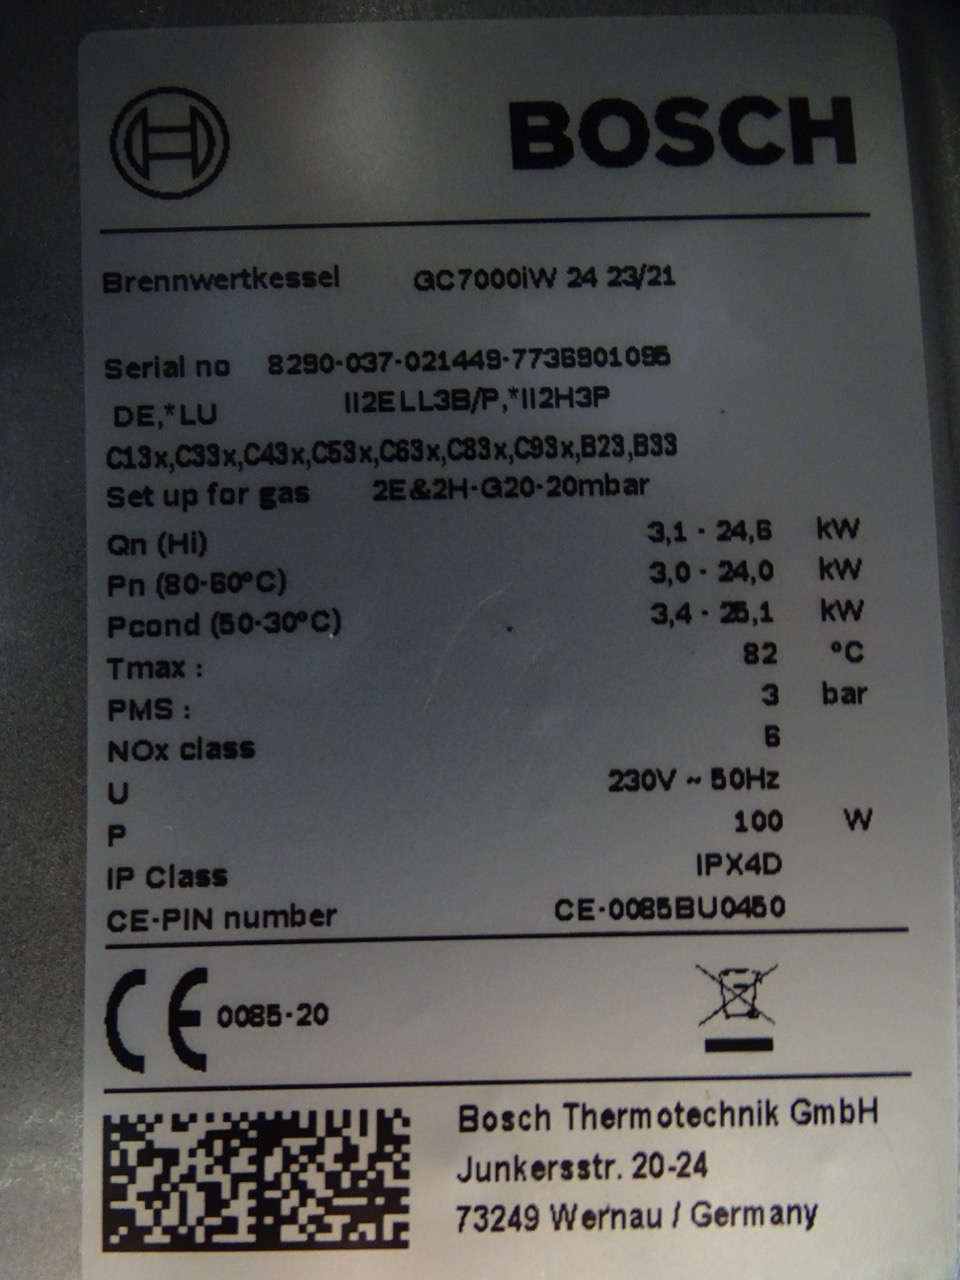 BOSCH
Brennwertkessel GC7000iW 24 23/21
Serial no 8290-037-021449-7736901095
DE,*LU II2ELL3B/P,*II2H3P
C13x,C33x,C43x,C53x,C63x,C83x,C93x,B23,B33
Set up for gas 2E&2H-G20-20mbar
Qn (Hi) 3,1 - 24,6 kW
Pn (80-60°C) 3,0 - 24,0 kW
Pcond (50-30°C) 3,4 - 25,1 kW
Tmax : 82 °C
PMS : 3 bar
NOx class 6
U 230V ~ 50Hz
P 100 W
IP Class IPX4D
CE-PIN number CE-0085BU0450
CE 0085-20
Bosch Thermotechnik GmbH
Junkersstr. 20-24
73249 Wernau / Germany